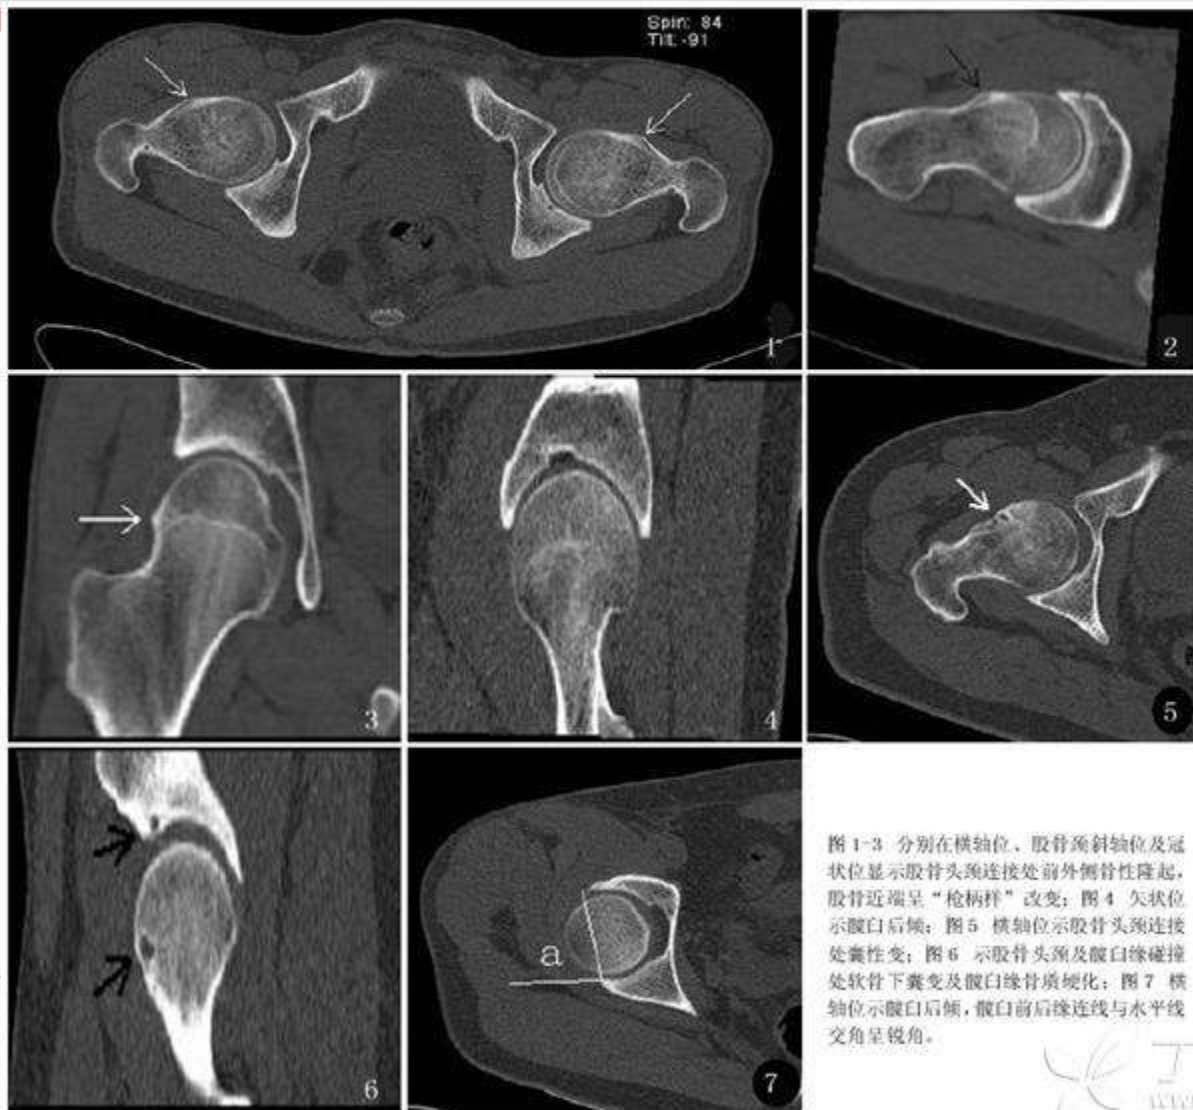 Spin: 84
Tilt: -91
1
2
3
4
5
6
a
7
图1-3 分别在横轴位、股骨颈斜轴位及冠
状位显示股骨头颈连接处前外侧骨性隆起,
股骨近端呈“枪柄样”改变；图4 矢状位
示髋臼后倾；图5 横轴位示股骨头颈连接
处囊性变；图6 示股骨头颈及髋臼缘碰撞
处软骨下囊变及髋臼缘骨质硬化；图7 横
轴位示髋臼后倾,髋臼前后缘连线与水平线
交角呈锐角。